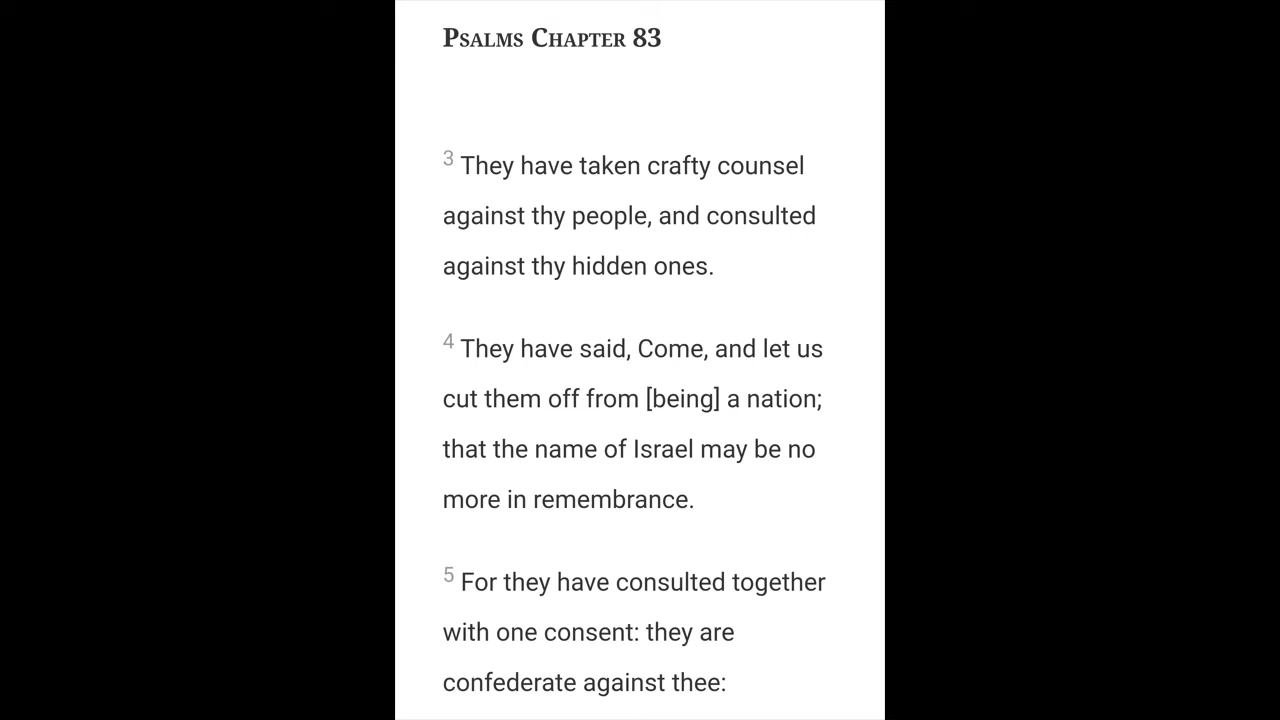 Psalms Chapter 83
3 They have taken crafty counsel
against thy people, and consulted
against thy hidden ones.
4 They have said, Come, and let us
cut them off from [being] a nation;
that the name of Israel may be no
more in remembrance.
5 For they have consulted together
with one consent: they are
confederate against thee: